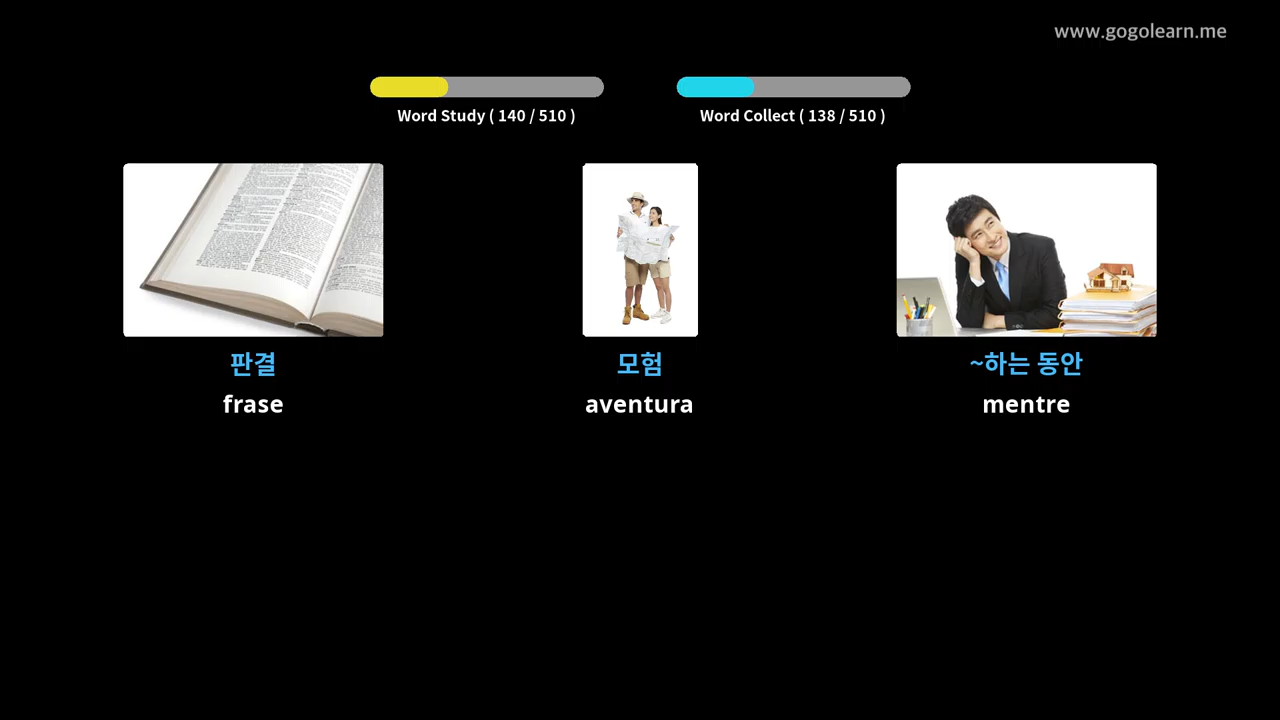 www.gogolearn.me
Word Study ( 140 / 510 )
Word Collect ( 138 / 510 )
판결
모험
~하는 동안
frase
aventura
mentre